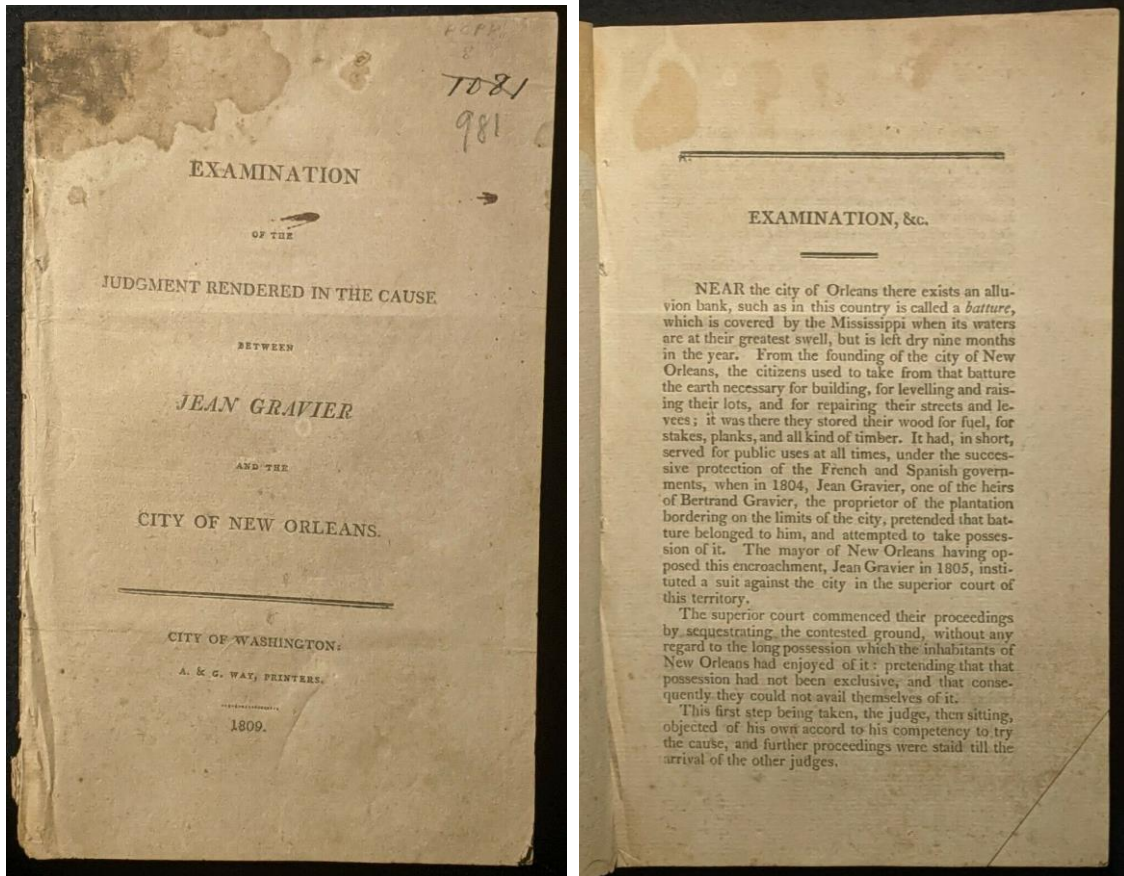 1081
981
EXAMINATION
OF THE
JUDGMENT RENDERED IN THE CAUSE
BETWEEN
JEAN GRAVIER
AND THE
CITY OF NEW ORLEANS.
CITY OF WASHINGTON:
A. & G. WAY, PRINTERS.
1809.
EXAMINATION, &c.
NEAR the city of Orleans there exists an allu-
vion bank, such as in this country is called a batture,
which is covered by the Mississippi when its waters
are at their greatest swell, but is left dry nine months
in the year. From the founding of the city of New
Orleans, the citizens used to take from that batture
the earth necessary for building, for levelling and rais-
ing their lots, and for repairing their streets and le-
vees; it was there they stored their wood for fuel, for
stakes, planks, and all kind of timber. It had, in short,
served for public uses at all times, under the succes-
sive protection of the French and Spanish govern-
ments, when in 1804, Jean Gravier, one of the heirs
of Bertrand Gravier, the proprietor of the plantation
bordering on the limits of the city, pretended that bat-
ture belonged to him, and attempted to take posses-
sion of it. The mayor of New Orleans having op-
posed this encroachment, Jean Gravier in 1805, insti-
tuted a suit against the city in the superior court of
this territory.
The superior court commenced their proceedings
by sequestrating the contested ground, without any
regard to the long possession which the inhabitants of
New Orleans had enjoyed of it: pretending that that
possession had not been exclusive, and that conse-
quently they could not avail themselves of it.
This first step being taken, the judge, then sitting,
objected of his own accord to his competency to try
the cause, and further proceedings were staid till the
arrival of the other judges.